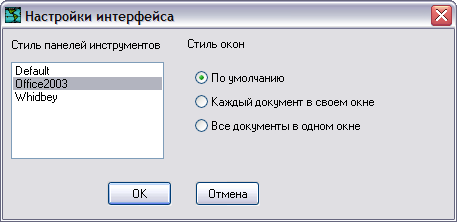 Настройки интерфейса
Стиль панелей инструментов
Default
Office2003
Whidbey
Стиль окон
По умолчанию
Каждый документ в своем окне
Все документы в одном окне
OK
Отмена